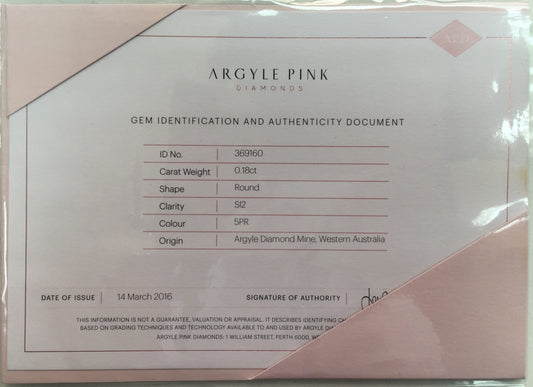 APD
ARGYLE PINK
DIAMONDS
GEM IDENTIFICATION AND AUTHENTICITY DOCUMENT
ID No. 369160
Carat Weight 0.18ct
Shape Round
Clarity SI2
Colour 5PR
Origin Argyle Diamond Mine, Western Australia
DATE OF ISSUE 14 March 2016 SIGNATURE OF AUTHORITY
THIS INFORMATION IS NOT A GUARANTEE, VALUATION OR APPRAISAL. IT DESCRIBES IDENTIFYING
BASED ON GRADING TECHNIQUES AND TECHNOLOGY AVAILABLE TO AND USED BY ARGYLE
ARGYLE PINK DIAMONDS: 1 WILLIAM STREET, PERTH 6000,